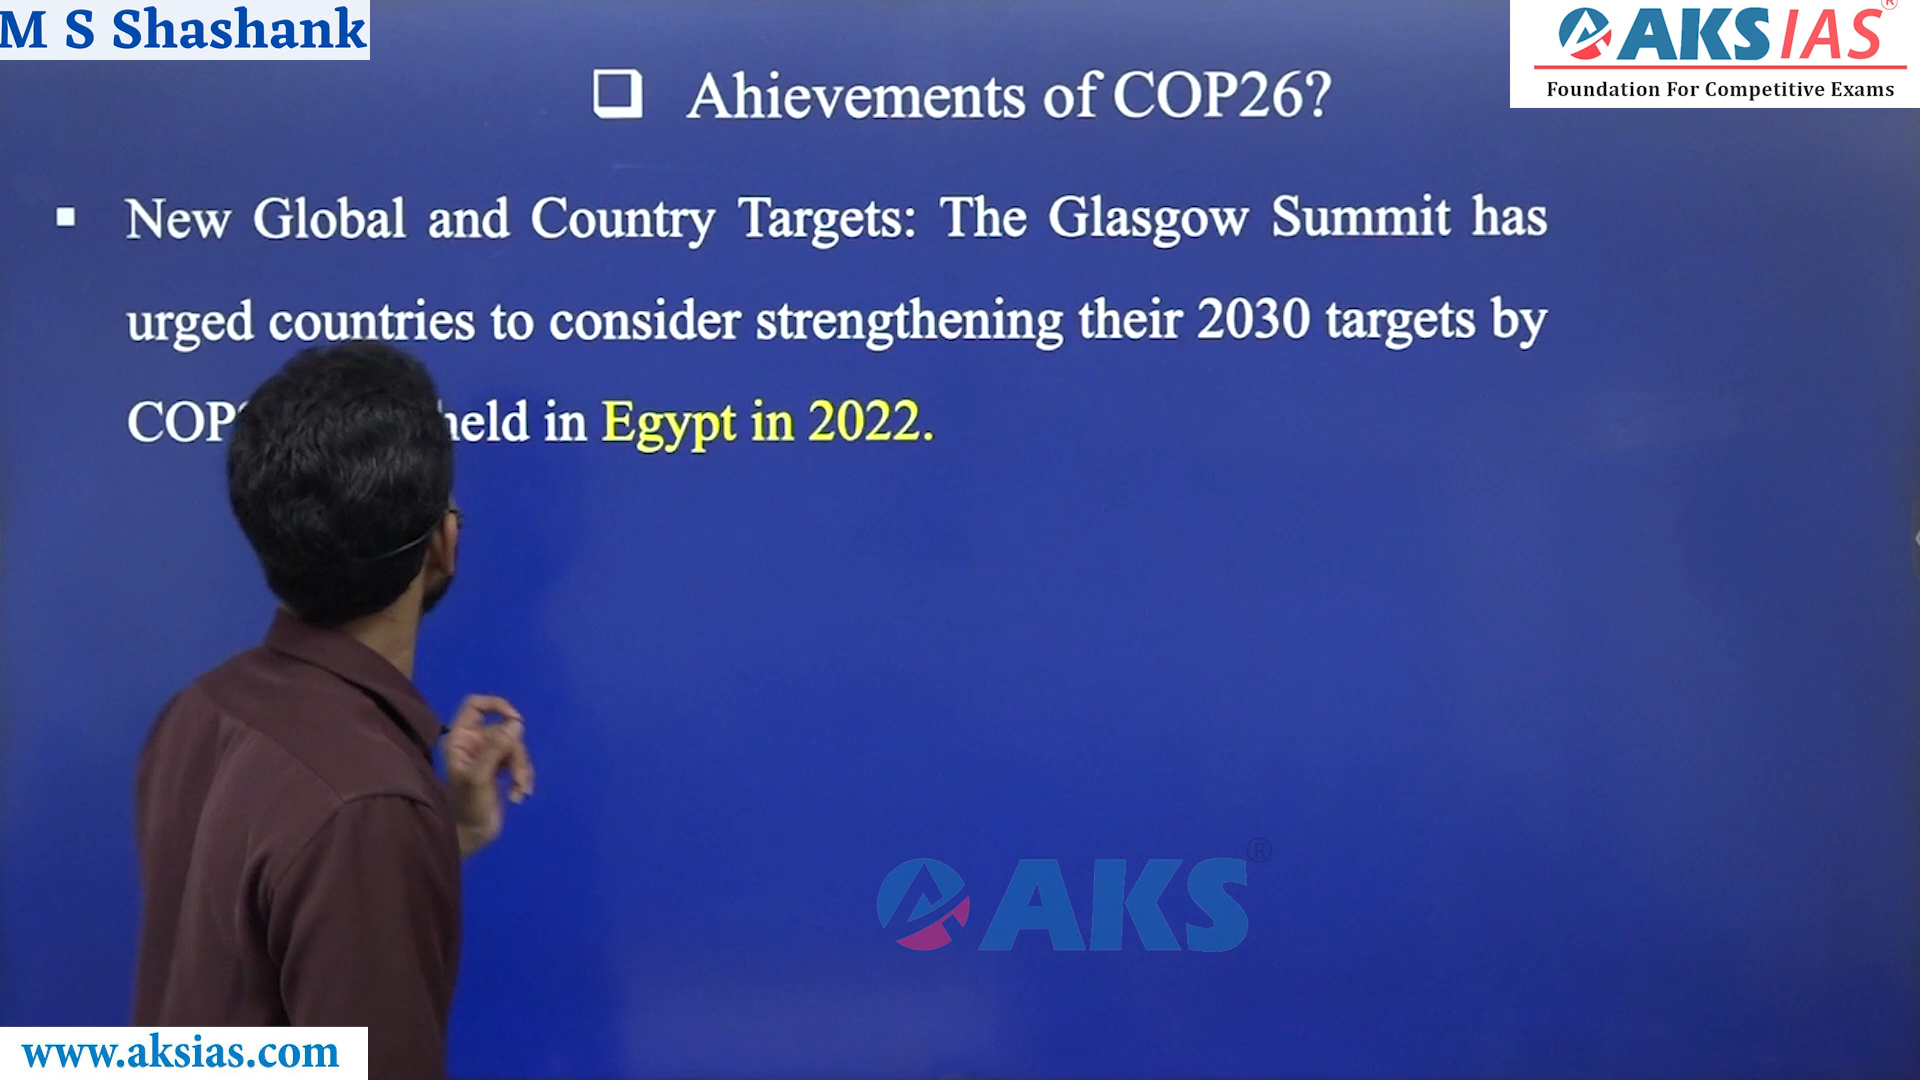 M S Shashank
AKS IAS ®
Foundation For Competitive Exams
❑ Ahievements of COP26?
▪ New Global and Country Targets: The Glasgow Summit has
urged countries to consider strengthening their 2030 targets by
held in Egypt in 2022.
AKS ®
www.aksias.com